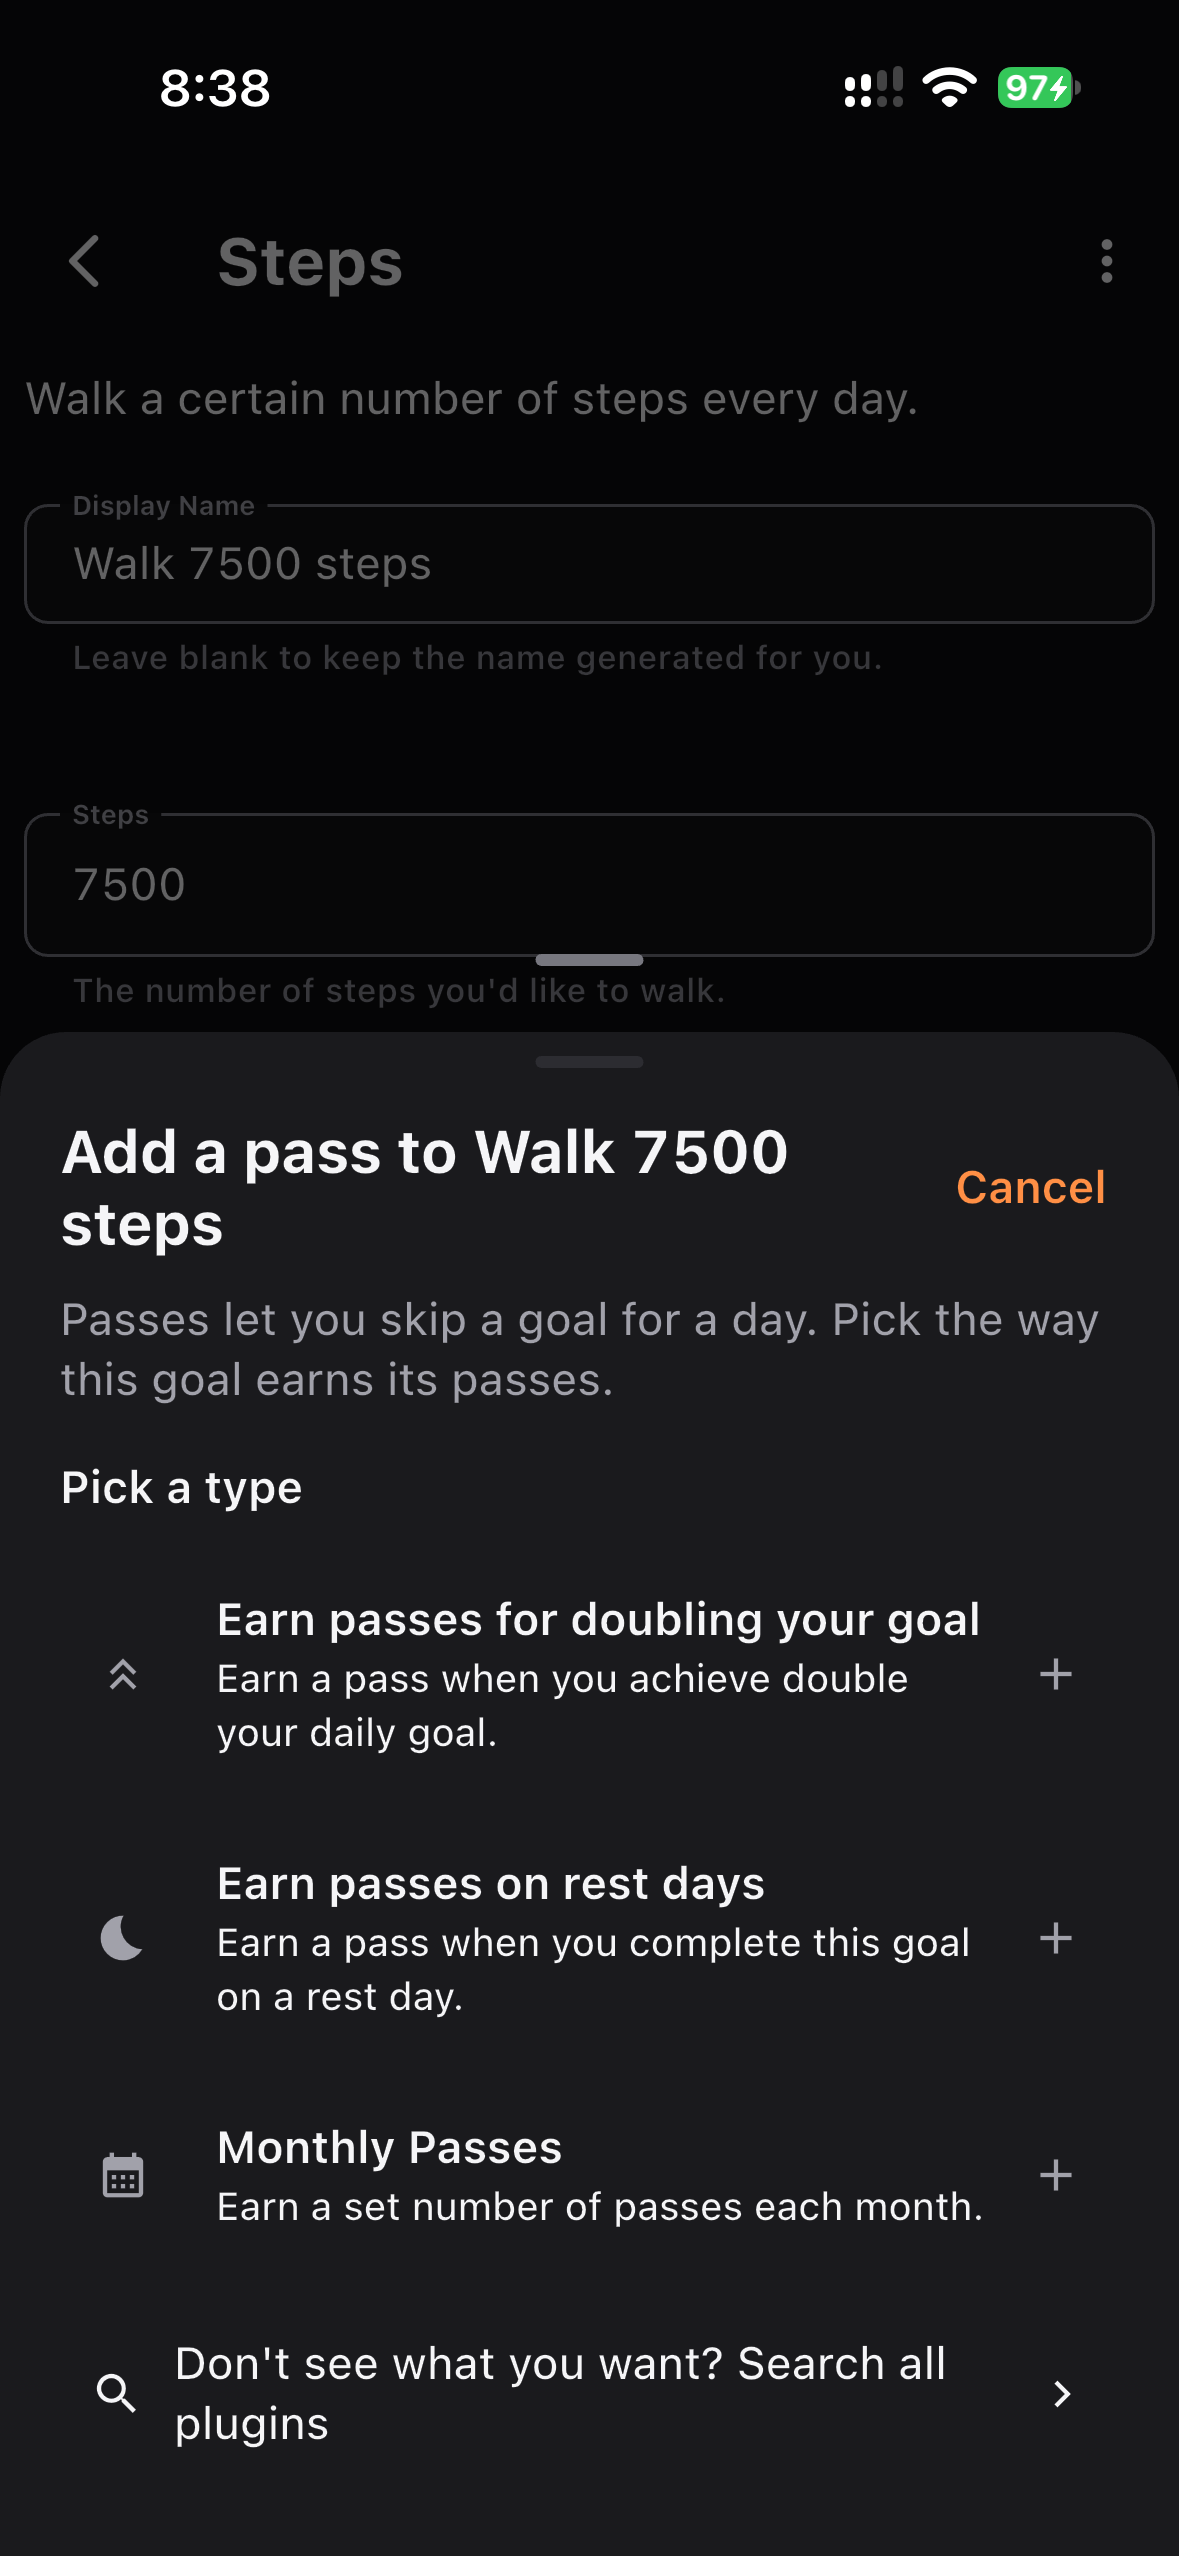 8:38
97
Steps
Walk a certain number of steps every day.
Display Name
Walk 7500 steps
Leave blank to keep the name generated for you.
Steps
7500
The number of steps you'd like to walk.
Add a pass to Walk 7500
steps
Cancel
Passes let you skip a goal for a day. Pick the way
this goal earns its passes.
Pick a type
Earn passes for doubling your goal
Earn a pass when you achieve double
your daily goal.
Earn passes on rest days
Earn a pass when you complete this goal
on a rest day.
Monthly Passes
Earn a set number of passes each month.
Don't see what you want? Search all
plugins